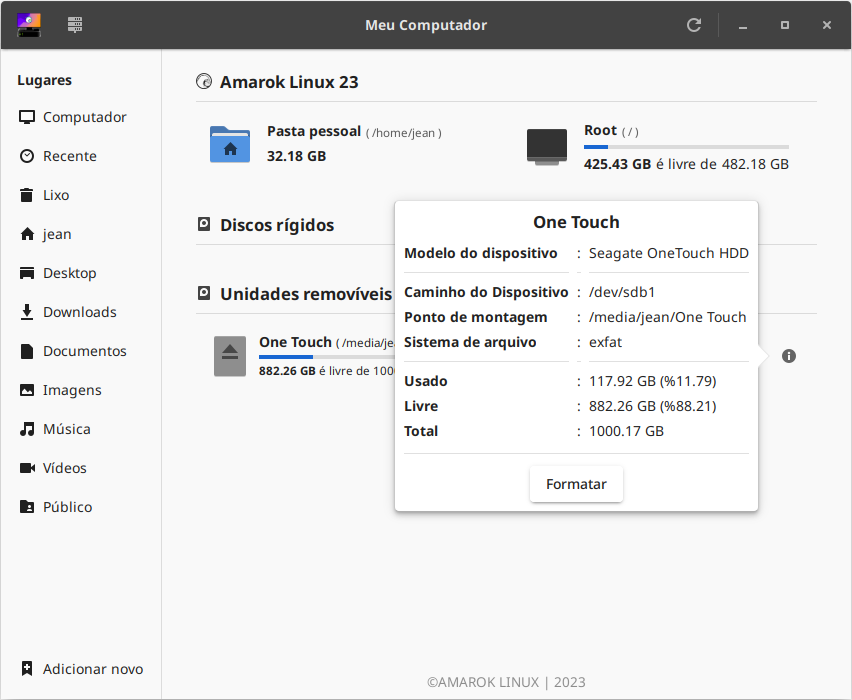 Meu Computador
Lugares
Computador
Recente
Lixo
jean
Desktop
Downloads
Documentos
Imagens
Música
Vídeos
Público
Adicionar novo
Amarok Linux 23
Pasta pessoal ( /home/jean )
32.18 GB
Root ( / )
425.43 GB é livre de 482.18 GB
Discos rígidos
Unidades removíveis
One Touch ( /media/je
882.26 GB é livre de 100
One Touch
Modelo do dispositivo : Seagate OneTouch HDD
Caminho do Dispositivo : /dev/sdb1
Ponto de montagem : /media/jean/One Touch
Sistema de arquivo : exfat
Usado : 117.92 GB (%11.79)
Livre : 882.26 GB (%88.21)
Total : 1000.17 GB
Formatar
©AMAROK LINUX | 2023